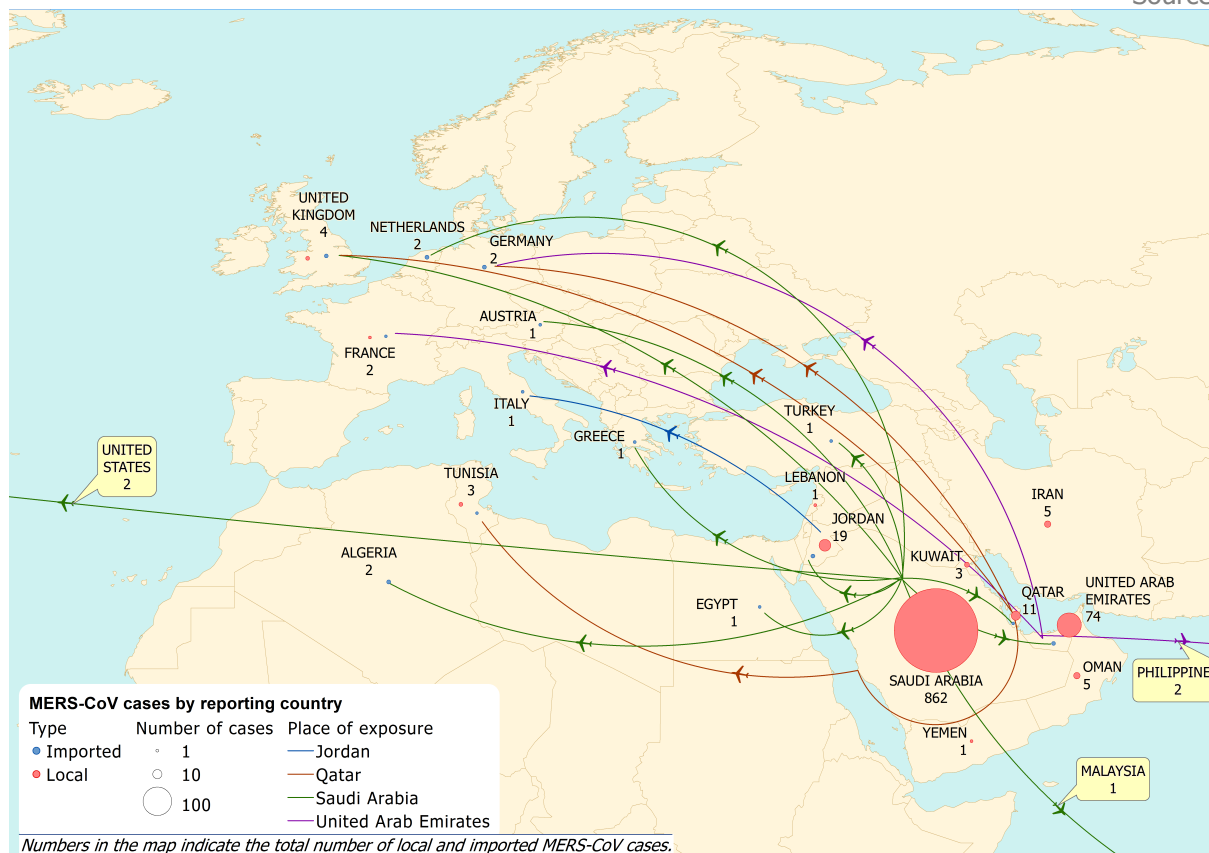 Source
UNITED
KINGDOM
4
NETHERLANDS
2
GERMANY
2
AUSTRIA
1
FRANCE
2
ITALY
1
GREECE
1
TURKEY
1
UNITED
STATES
2
TUNISIA
3
LEBANON
1
JORDAN
19
IRAN
5
ALGERIA
2
KUWAIT
3
EGYPT
1
QATAR
11
UNITED ARAB
EMIRATES
74
SAUDI ARABIA
862
OMAN
5
PHILIPPINE
2
YEMEN
1
MALAYSIA
1
MERS-CoV cases by reporting country
Type
Imported
Local
Number of cases
1
10
100
Place of exposure
Jordan
Qatar
Saudi Arabia
United Arab Emirates
Numbers in the map indicate the total number of local and imported MERS-CoV cases.